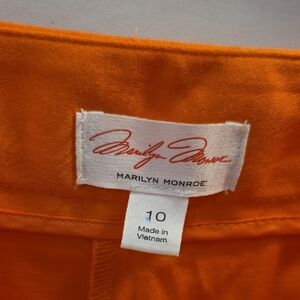 Marilyn Monroe
MARILYN MONROE
10
Made in
Vietnam